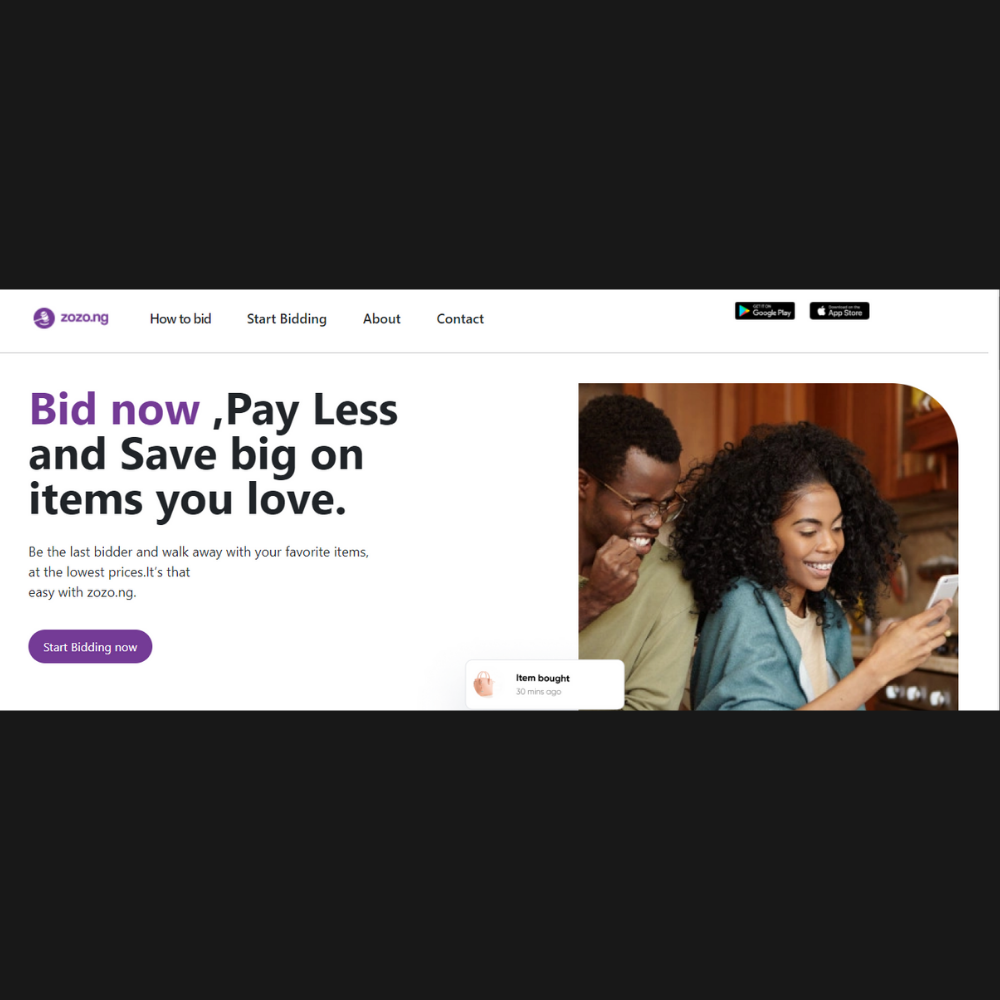 zozo.ng
How to bid
Start Bidding
About
Contact
GET IT ON
Google Play
Download on the
App Store
Bid now ,Pay Less
and Save big on
items you love.
Be the last bidder and walk away with your favorite items,
at the lowest prices.It's that
easy with zozo.ng.
Start Bidding now
Item bought
30 mins ago